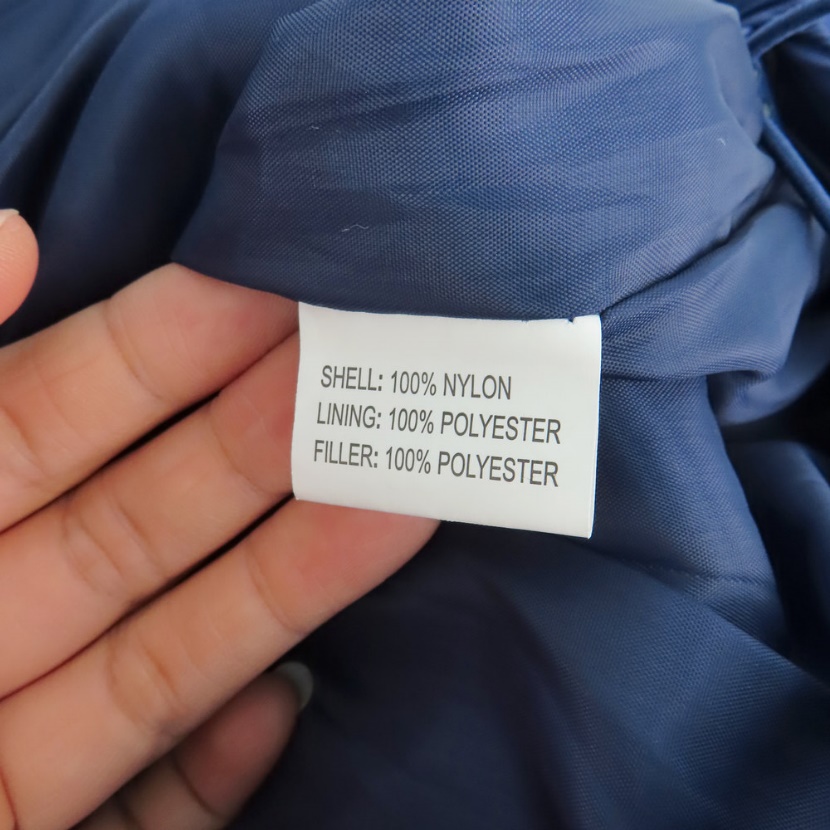 SHELL: 100% NYLON
LINING: 100% POLYESTER
FILLER: 100% POLYESTER